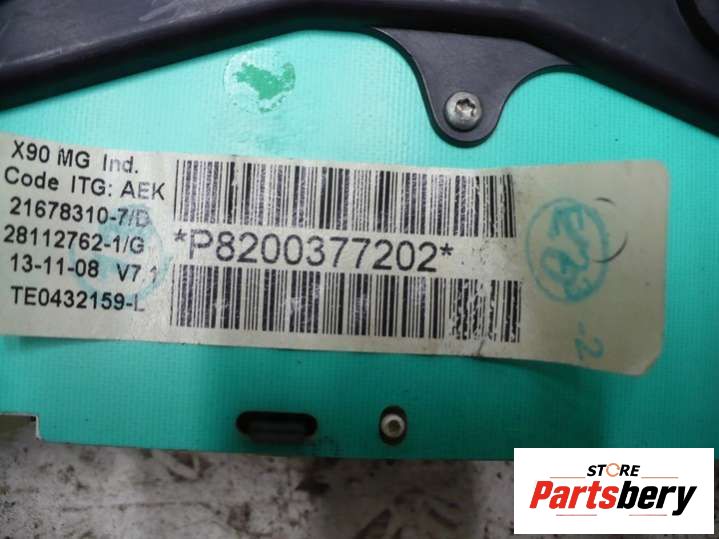 X90 MG Ind.
Code ITG: AEK
21678310-7/D
28112762-1/G
13-11-08 V7.1
TE0432159-L
*P8200377202*
-2
STORE
Partsbery